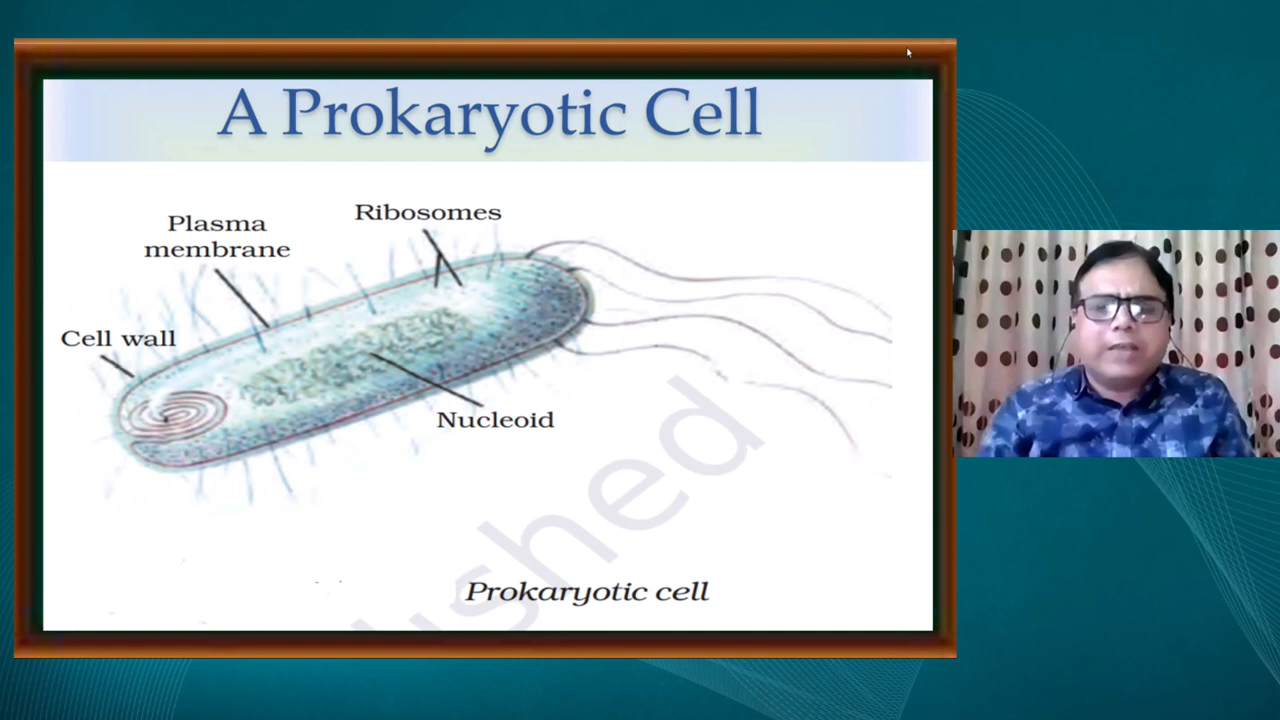 A Prokaryotic Cell
Ribosomes
Plasma
membrane
Cell wall
Nucleoid
Prokaryotic cell